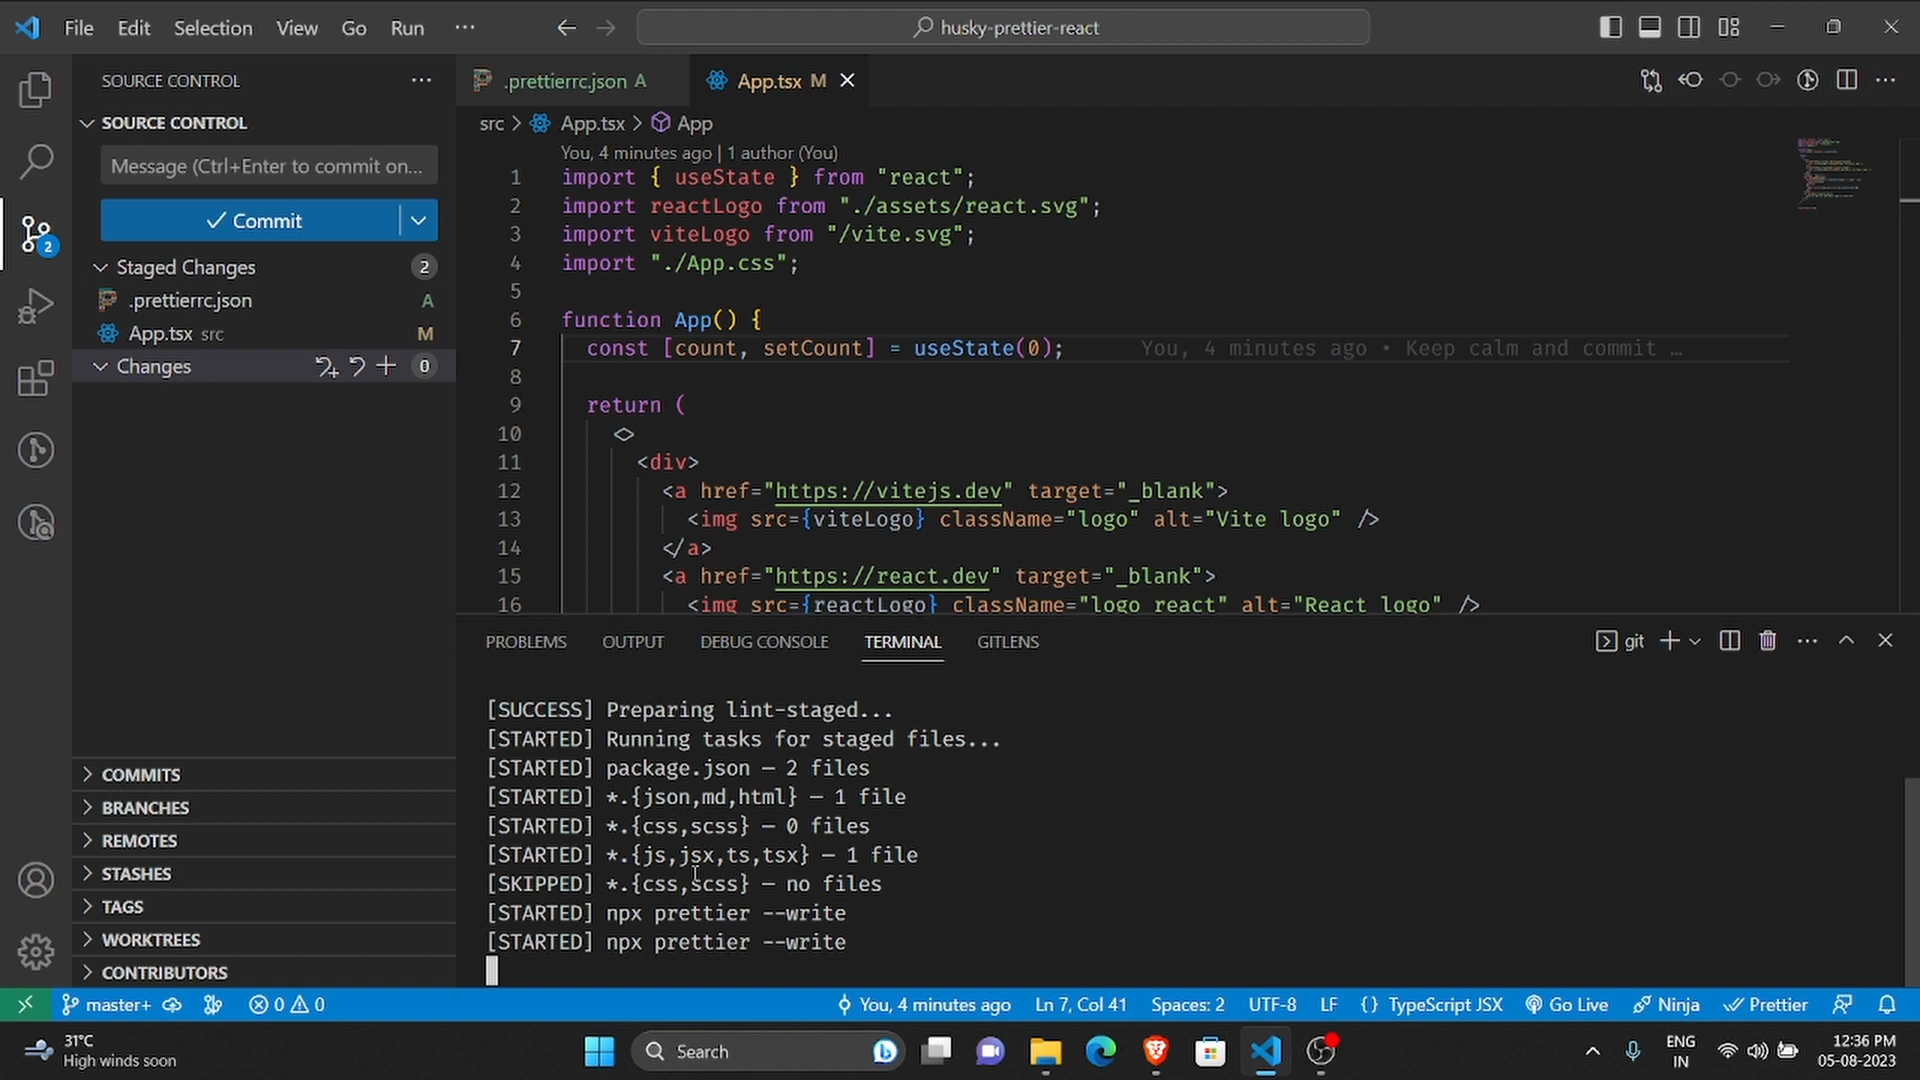 File Edit Selection View Go Run ···
husky-prettier-react
SOURCE CONTROL
SOURCE CONTROL
Message (Ctrl+Enter to commit on...
Commit
Staged Changes 2
.prettierrc.json A
App.tsx src M
Changes 0
2
COMMITS
BRANCHES
REMOTES
STASHES
TAGS
WORKTREES
CONTRIBUTORS
.prettierrc.json A
App.tsx M
src > App.tsx > App
You, 4 minutes ago | 1 author (You)
1 import { useState } from "react";
2 import reactLogo from "./assets/react.svg";
3 import viteLogo from "/vite.svg";
4 import "./App.css";
5
6 function App() {
7 const [count, setCount] = useState(0); You, 4 minutes ago • Keep calm and commit …
8
9 return (
10 <>
11 <div>
12 <a href="https://vitejs.dev" target="_blank">
13 <img src={viteLogo} className="logo" alt="Vite logo" />
14 </a>
15 <a href="https://react.dev" target="_blank">
16 <img src={reactLogo} className="logo react" alt="React logo" />
PROBLEMS OUTPUT DEBUG CONSOLE TERMINAL GITLENS
git
[SUCCESS] Preparing lint-staged...
[STARTED] Running tasks for staged files...
[STARTED] package.json — 2 files
[STARTED] *.{json,md,html} — 1 file
[STARTED] *.{css,scss} — 0 files
[STARTED] *.{js,jsx,ts,tsx} — 1 file
[SKIPPED] *.{css,scss} — no files
[STARTED] npx prettier --write
[STARTED] npx prettier --write
master+ 0 0 You, 4 minutes ago Ln 7, Col 41 Spaces: 2 UTF-8 LF {} TypeScript JSX Go Live Ninja Prettier
31°C
High winds soon
Search
ENG
IN
12:36 PM
05-08-2023